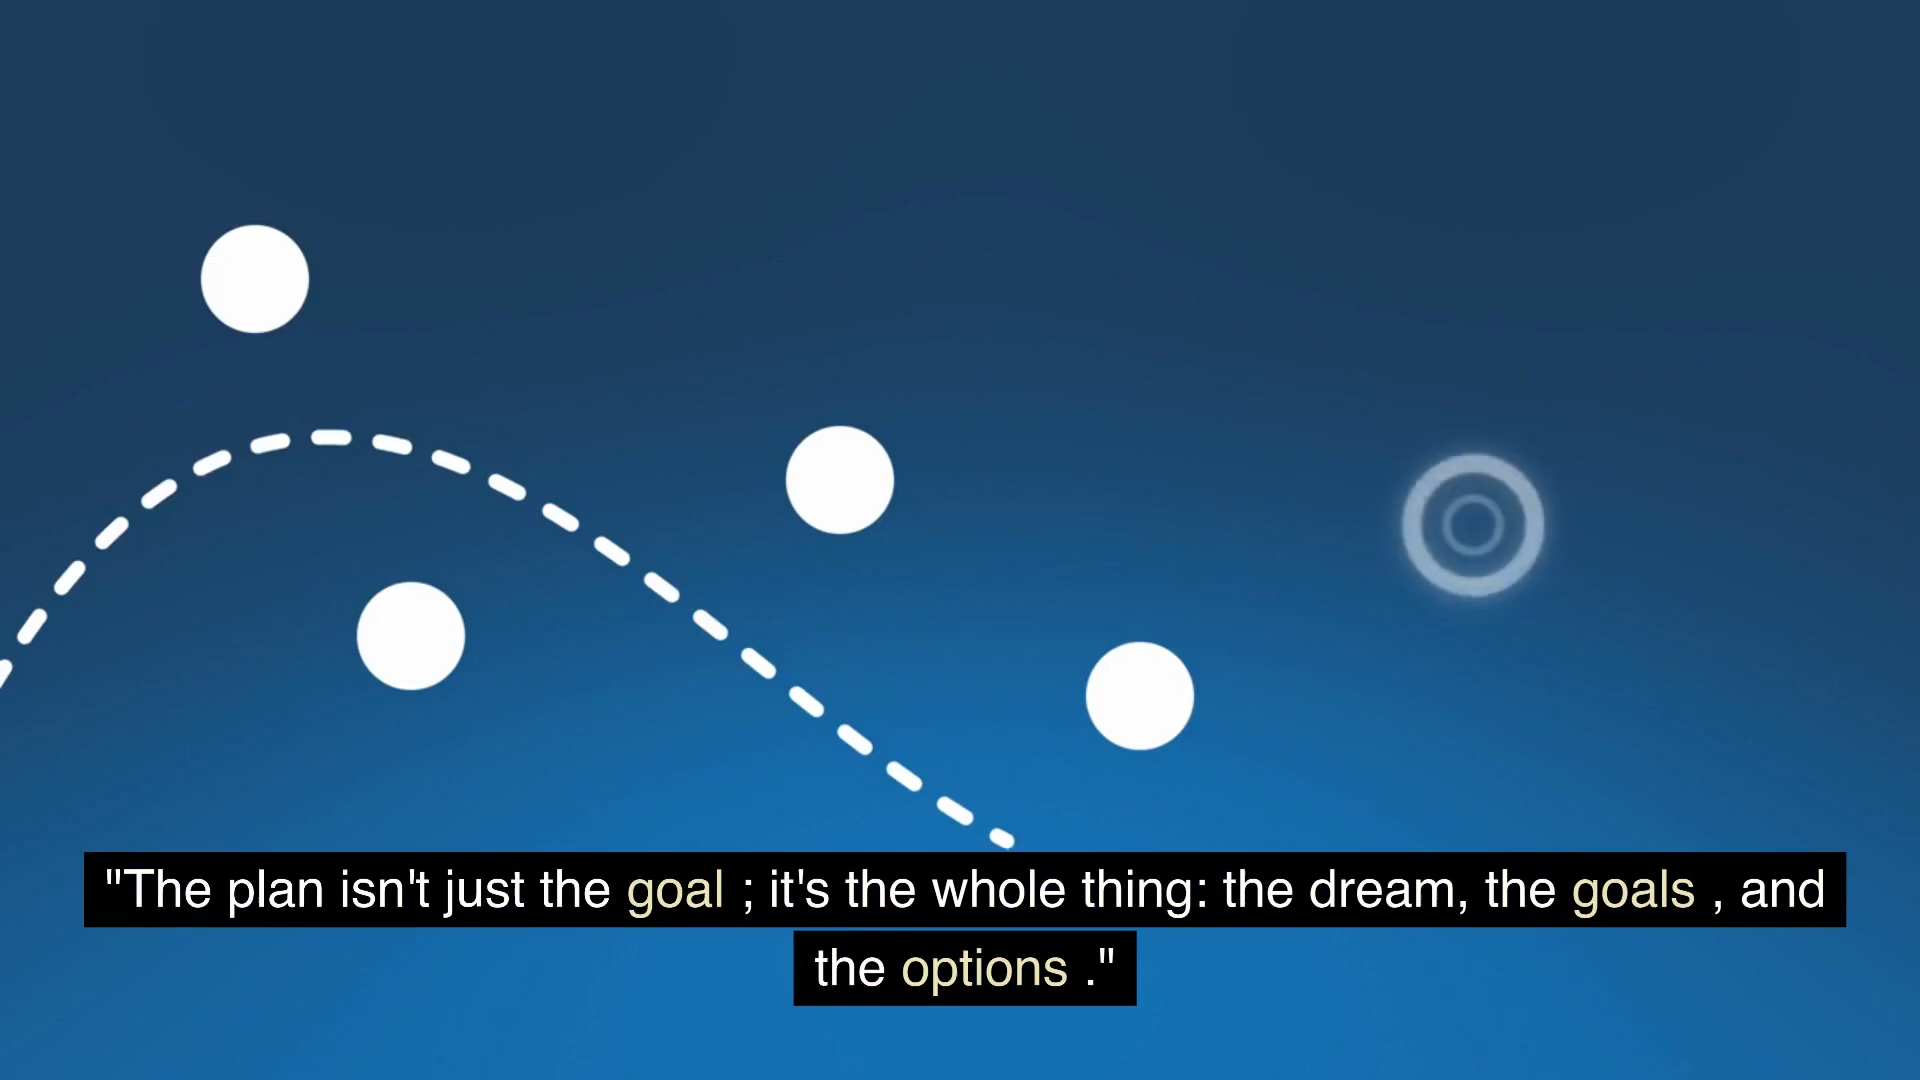 "The plan isn't just the goal ; it's the whole thing: the dream, the goals , and
the options ."